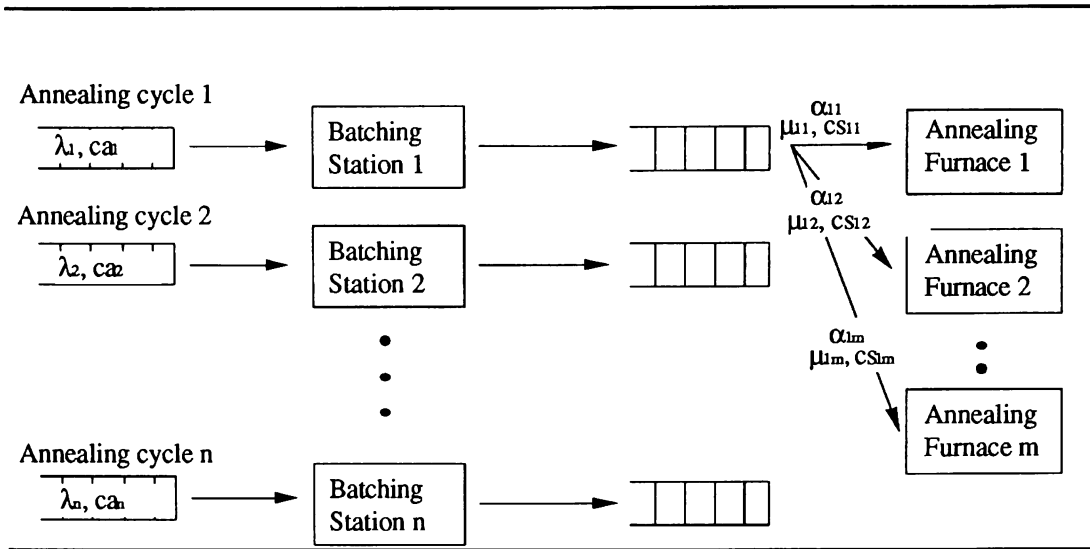 Annealing cycle 1
λ1, ca1
Batching
Station 1
α11
μ11, cs11
Annealing
Furnace 1
Annealing cycle 2
λ2, ca2
Batching
Station 2
α12
μ12, cs12
Annealing
Furnace 2
α1m
μ1m, cs1m
Annealing
Furnace m
Annealing cycle n
λn, can
Batching
Station n